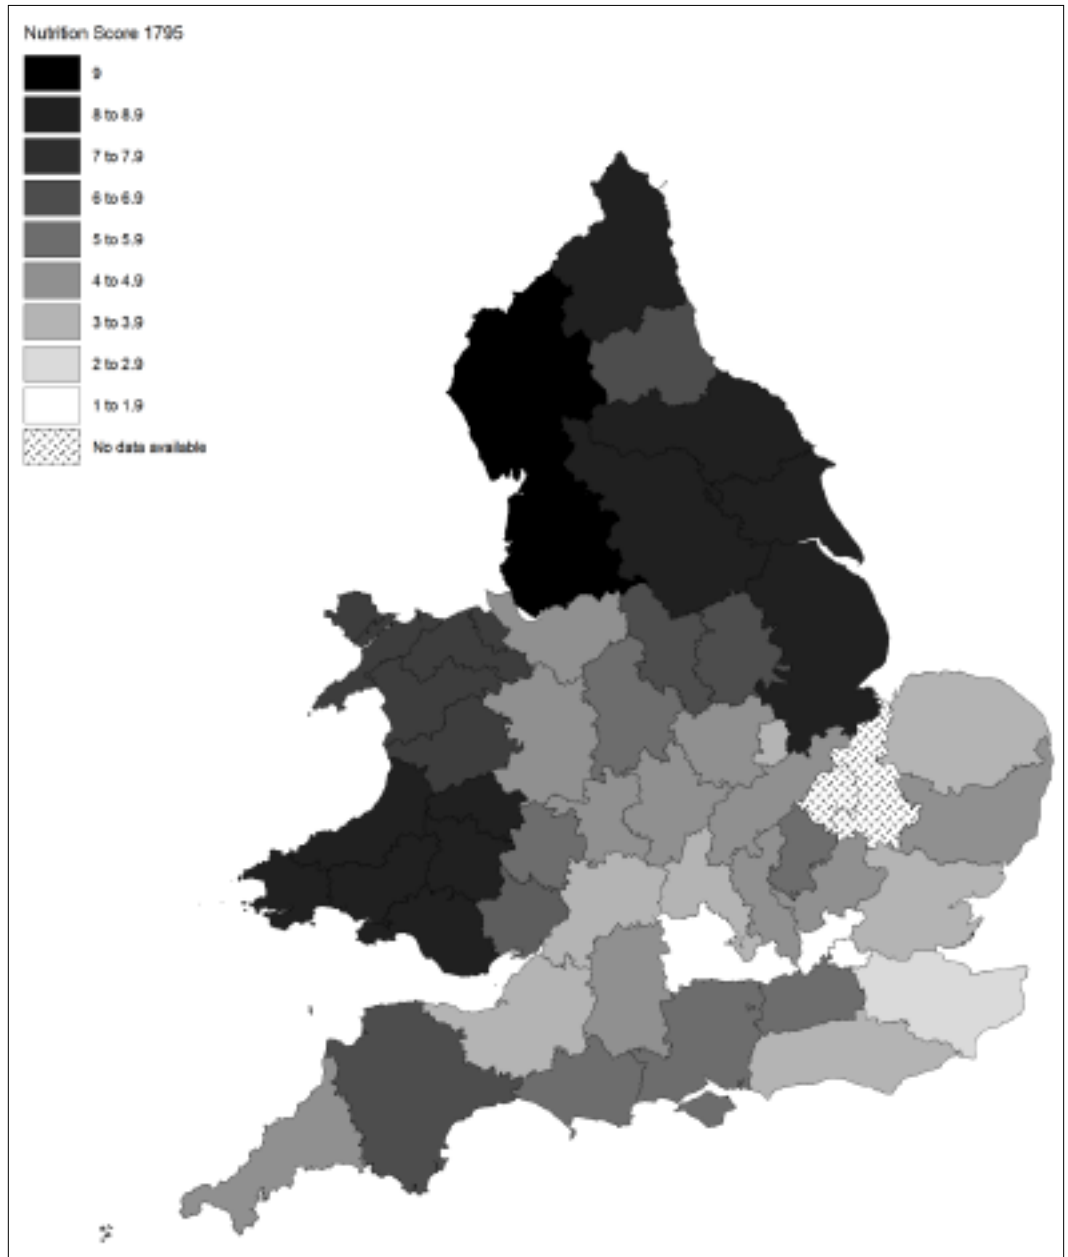 Nutrition Score 1795
9
8 to 8.9
7 to 7.9
6 to 6.9
5 to 5.9
4 to 4.9
3 to 3.9
2 to 2.9
1 to 1.9
No data available